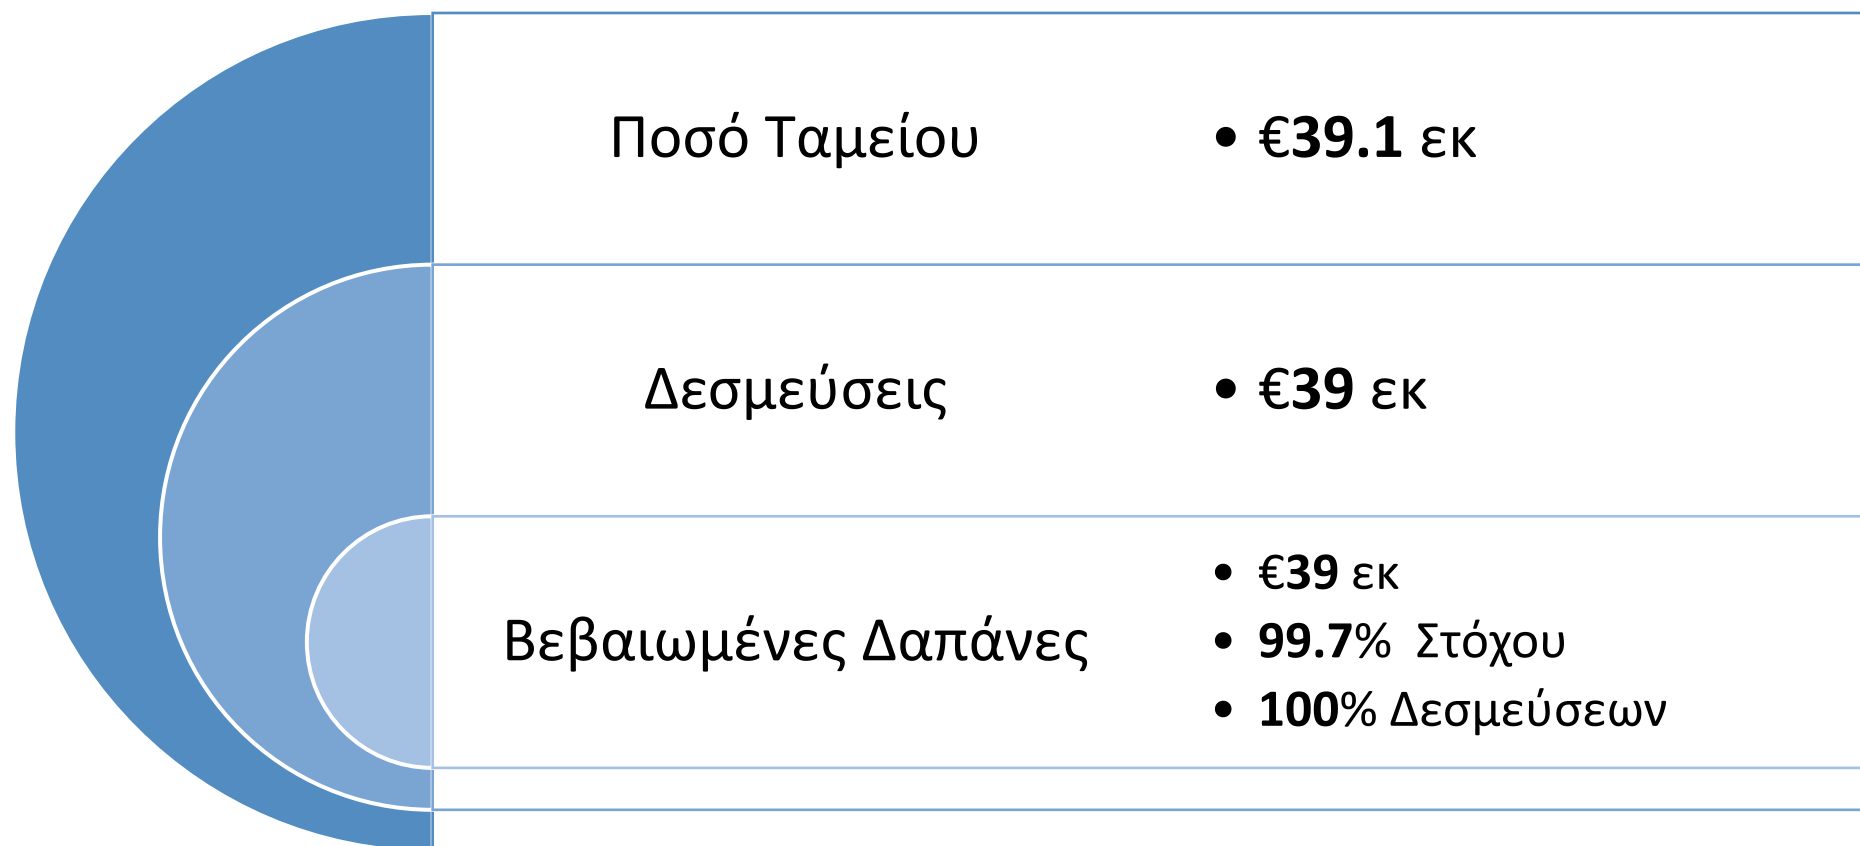 Ποσό Ταμείου
• €39.1 εκ
Δεσμεύσεις
• €39 εκ
Βεβαιωμένες Δαπάνες
• €39 εκ
• 99.7% Στόχου
• 100% Δεσμεύσεων